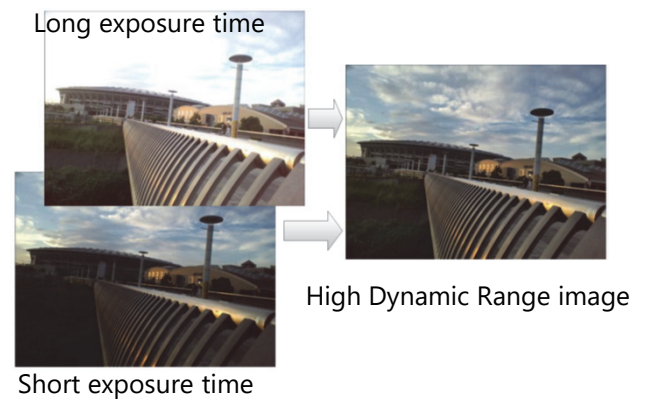 Long exposure time
High Dynamic Range image
Short exposure time